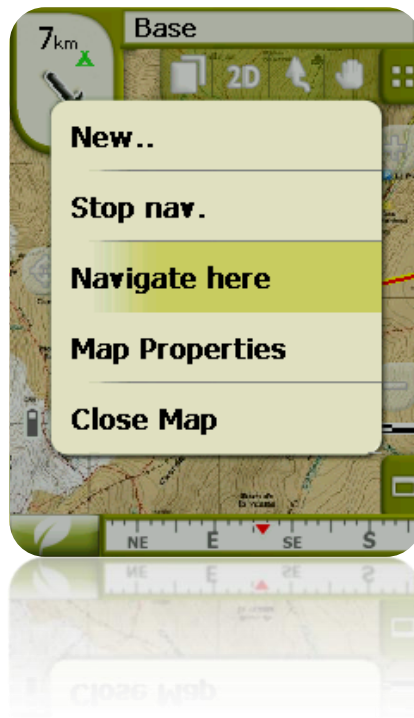 7km
Base
2D
New..
Stop nav.
Navigate here
Map Properties
Close Map
NE E SE S